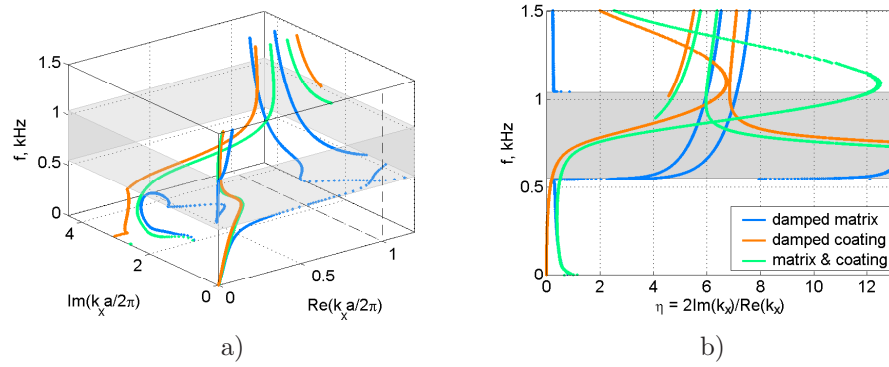 1.5
1
0.5
0
f, kHz
4
2
0
Im(kₓa/2π)
0
0.5
1
Re(kₓa/2π)
a)
1.5
1
0.5
0
f, kHz
damped matrix
damped coating
matrix & coating
0 2 4 6 8 10 12
η = 2Im(kₓ)/Re(kₓ)
b)